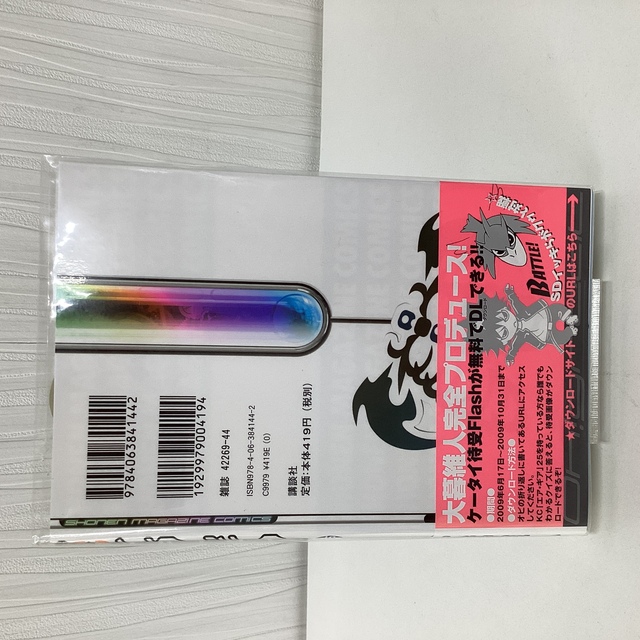 大暮維人完全プロデュース!
ケータイ待受Flashが無料でDLできる!!
●期間●
2009年6月17日〜2009年10月31日まで
●ダウンロード方法●
オビの折り返しに書いてあるURLにアクセス
してください。
KC「エア・ギア」25を持っている方なら誰でも
わかるクイズに答えると、待受画像がダウン
ロードできるぞ!
BATTLE!
★ダウンロードサイトのURLはこちら→
9784063841442
1929979004194
雑誌 42269-44
ISBN978-4-06-384144-2
C9979 ¥419E (0)
講談社
定価:本体419円(税別)
SHONEN MAGAZINE COMICS